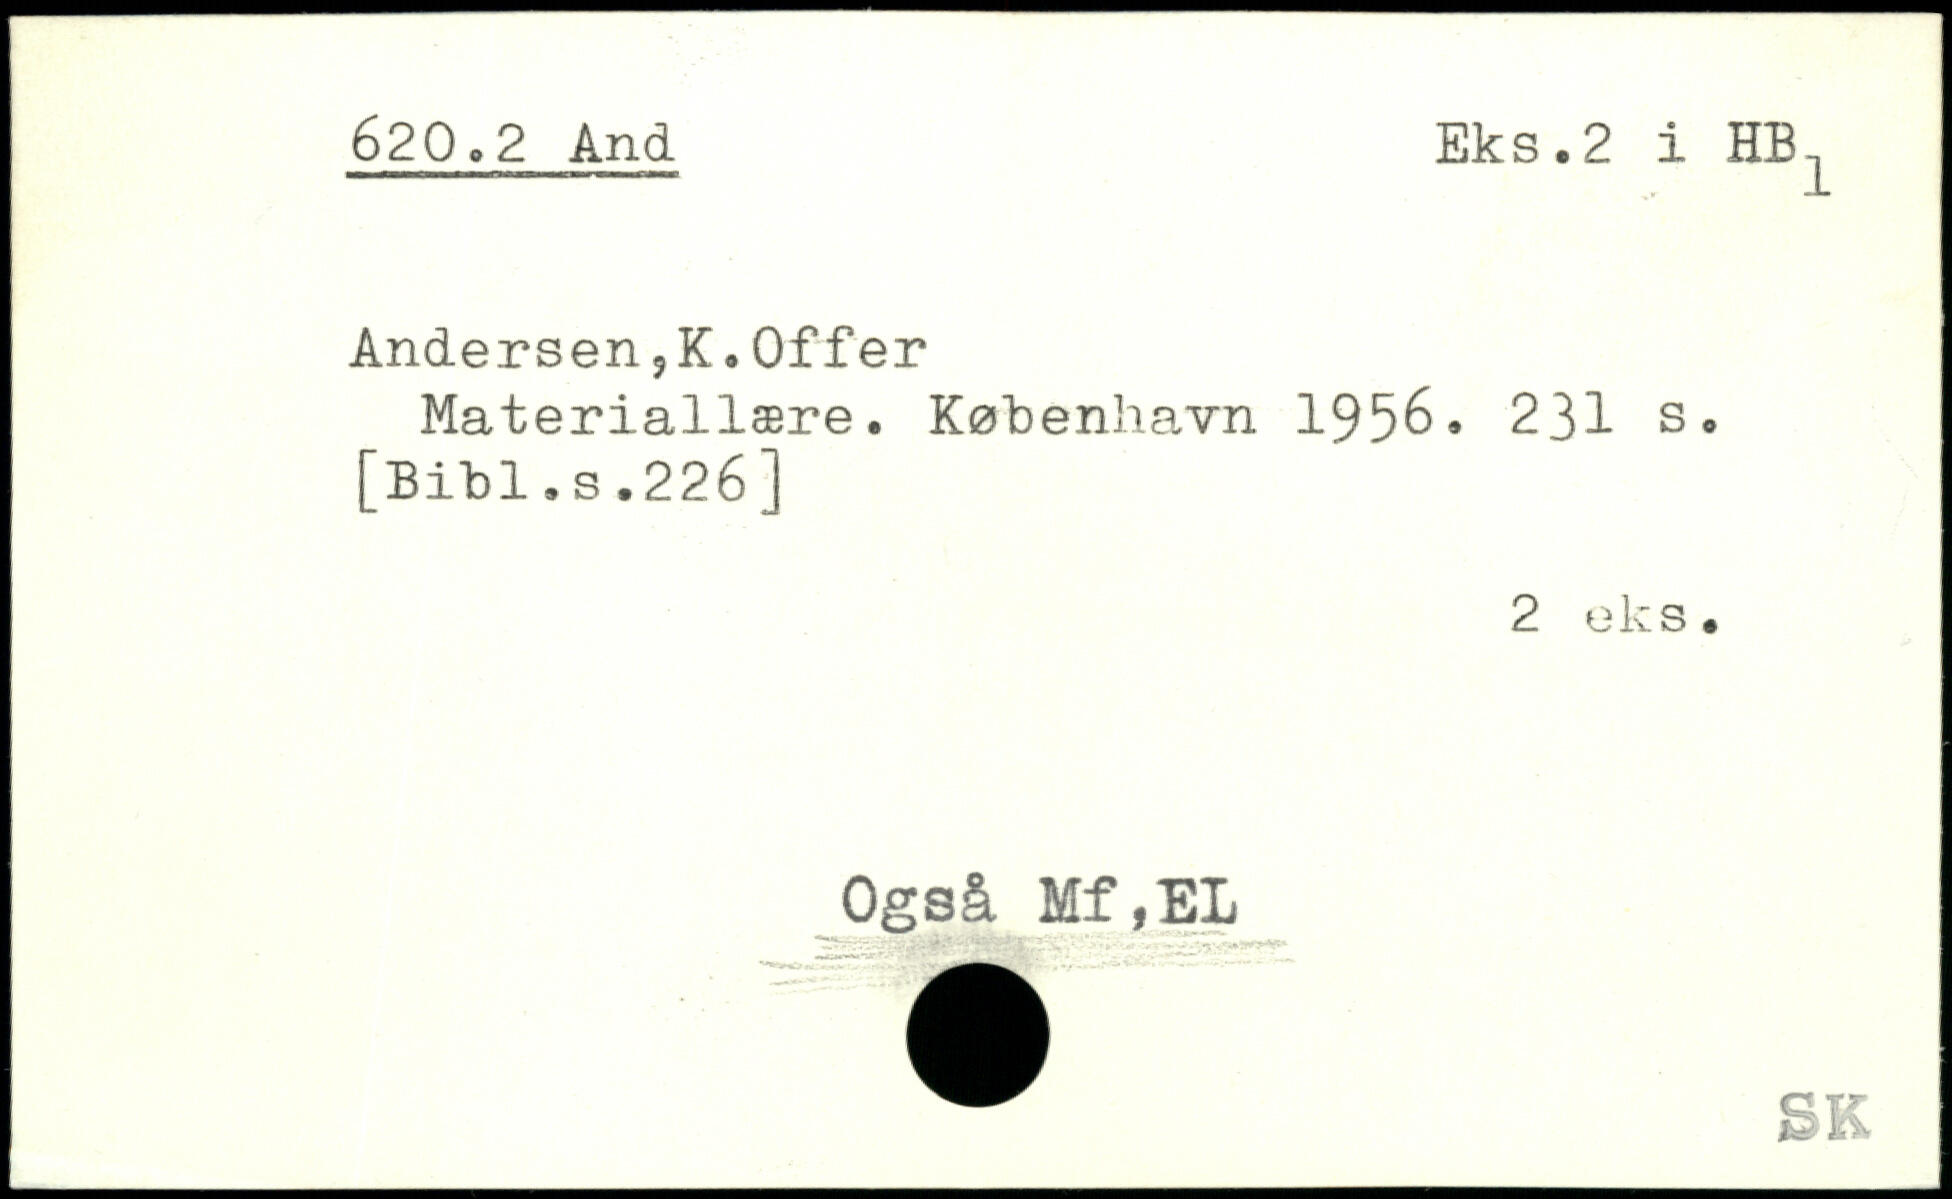 620.2 And
Eks.2 i HB1
Andersen,K.Offer
Materiallære. København 1956. 231 s.
[Bibl.s.226]
2 eks.
Også Mf,EL
SK